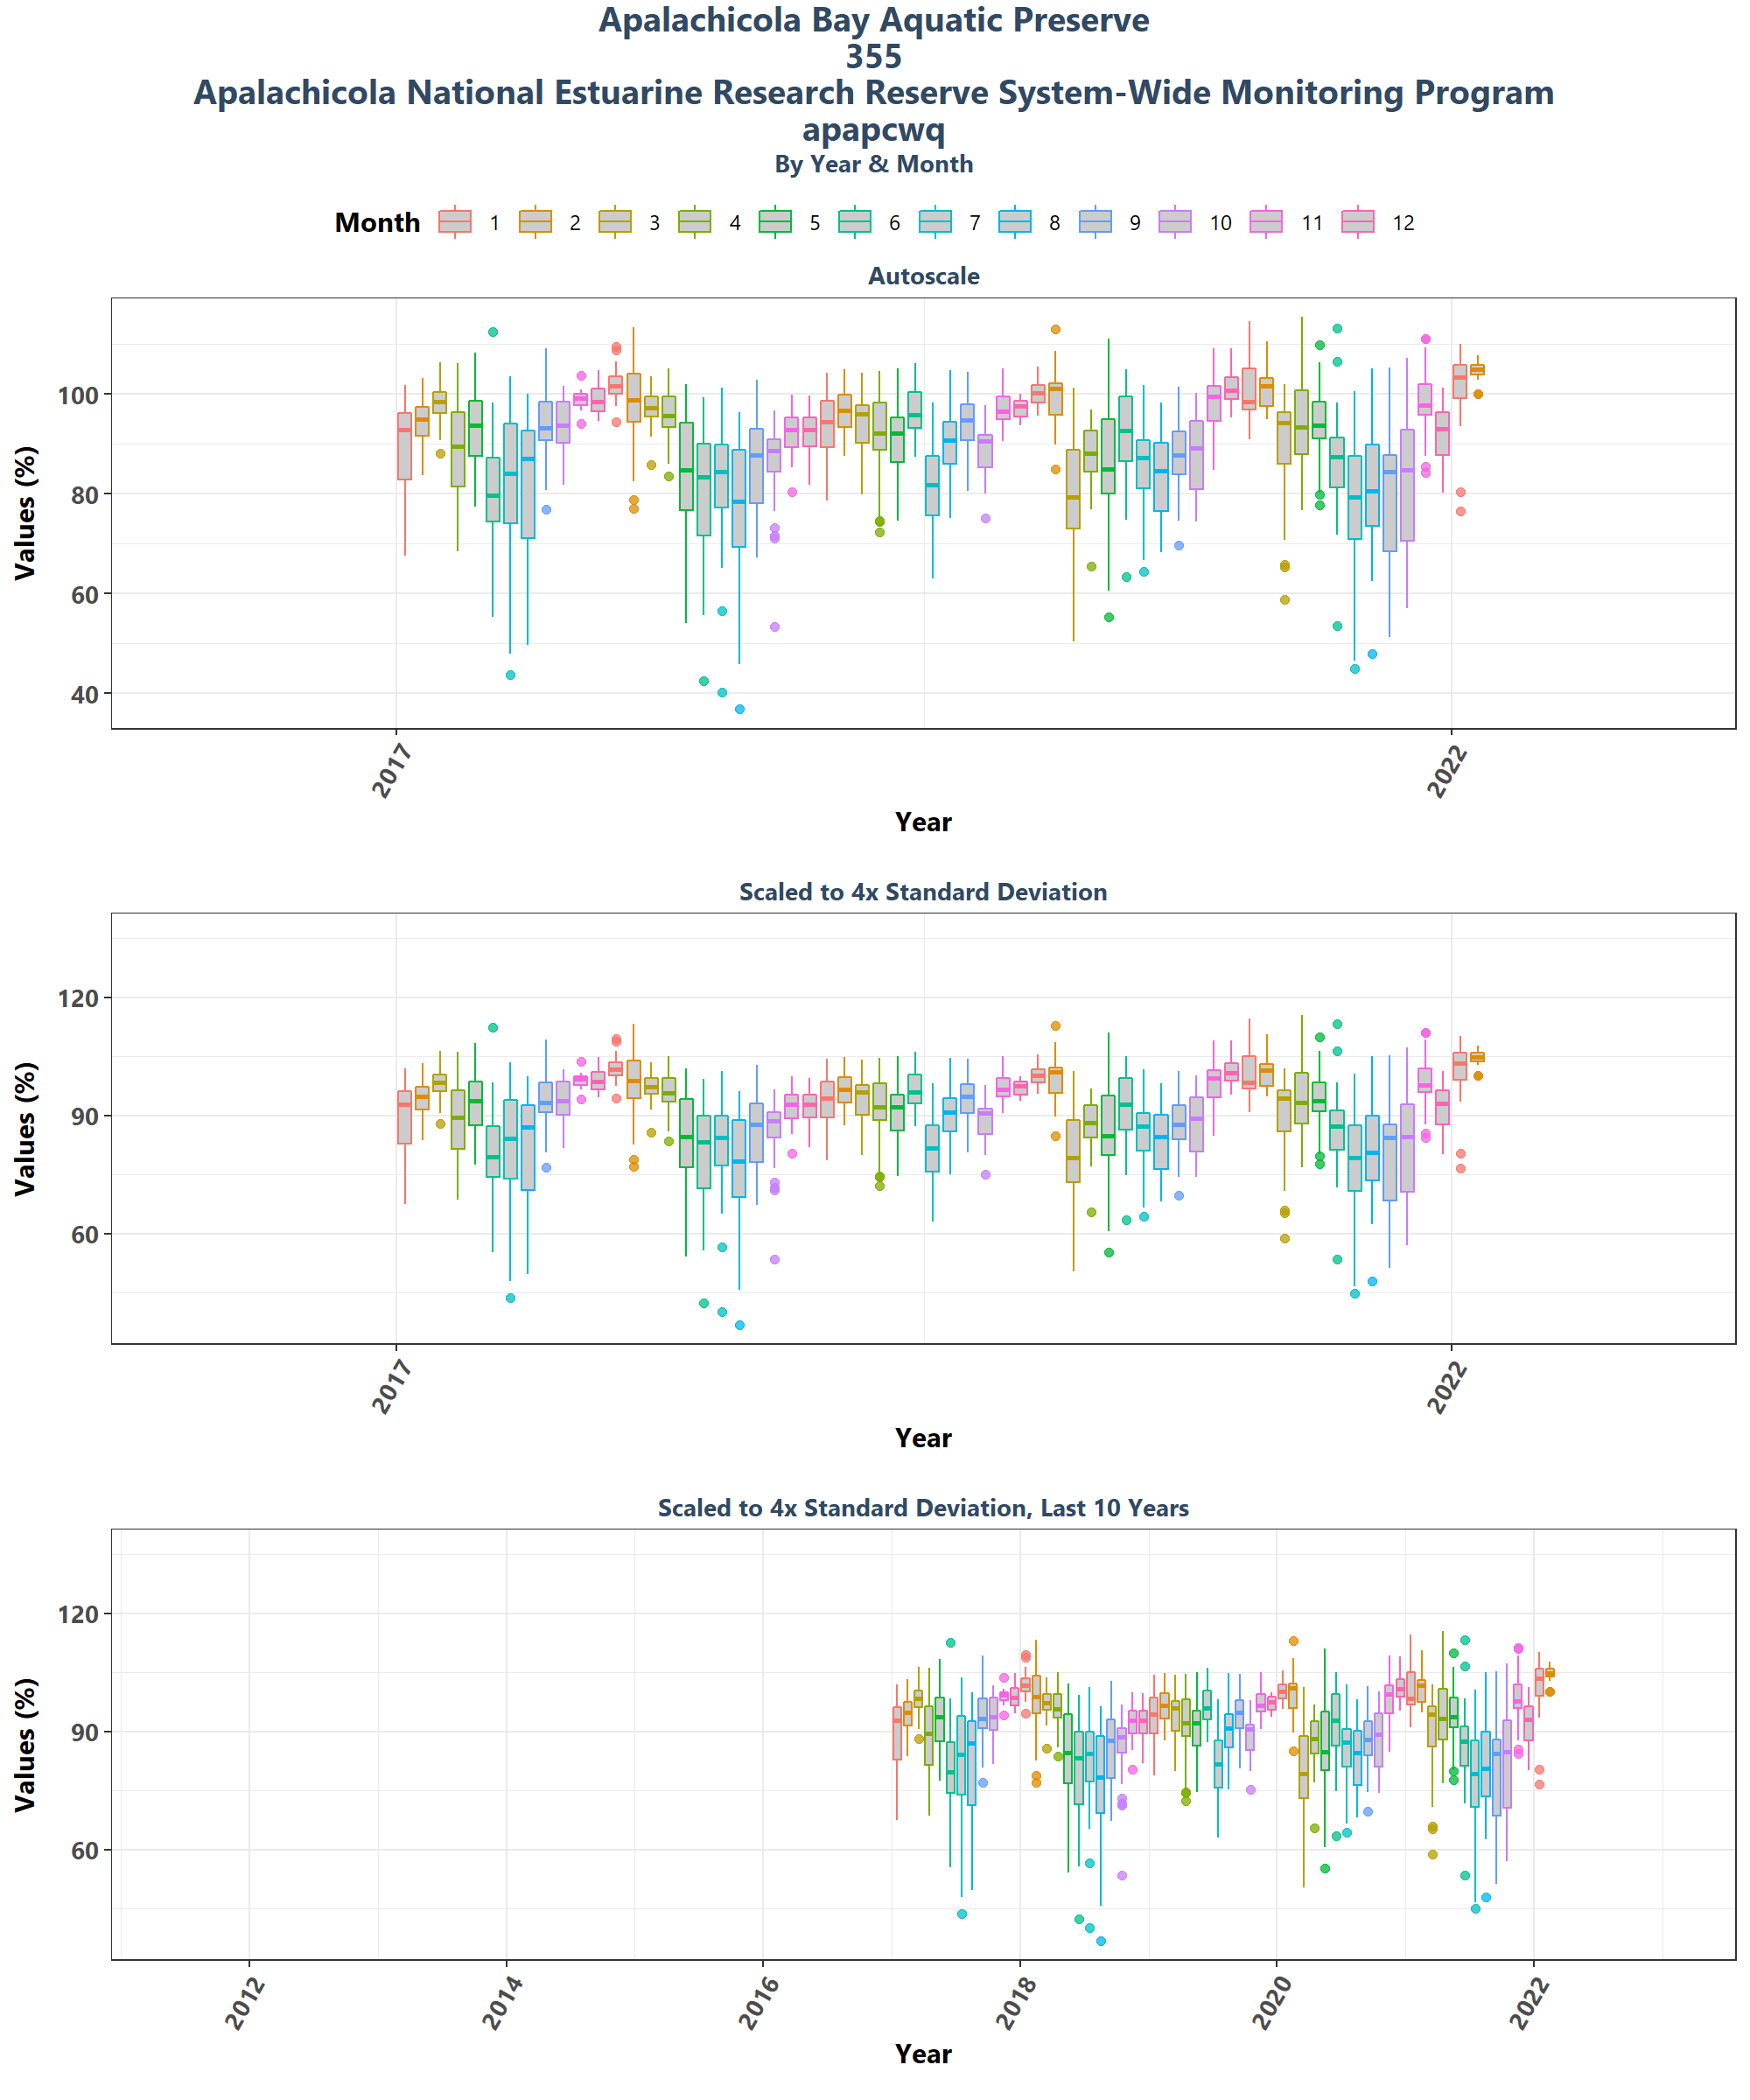 Apalachicola Bay Aquatic Preserve
355
Apalachicola National Estuarine Research Reserve System-Wide Monitoring Program
apapcwq
By Year & Month
Month 1 2 3 4 5 6 7 8 9 10 11 12
Autoscale
Values (%)
100
80
60
40
2017 2022
Year
Scaled to 4x Standard Deviation
Values (%)
120
90
60
2017 2022
Year
Scaled to 4x Standard Deviation, Last 10 Years
Values (%)
120
90
60
2012 2014 2016 2018 2020 2022
Year